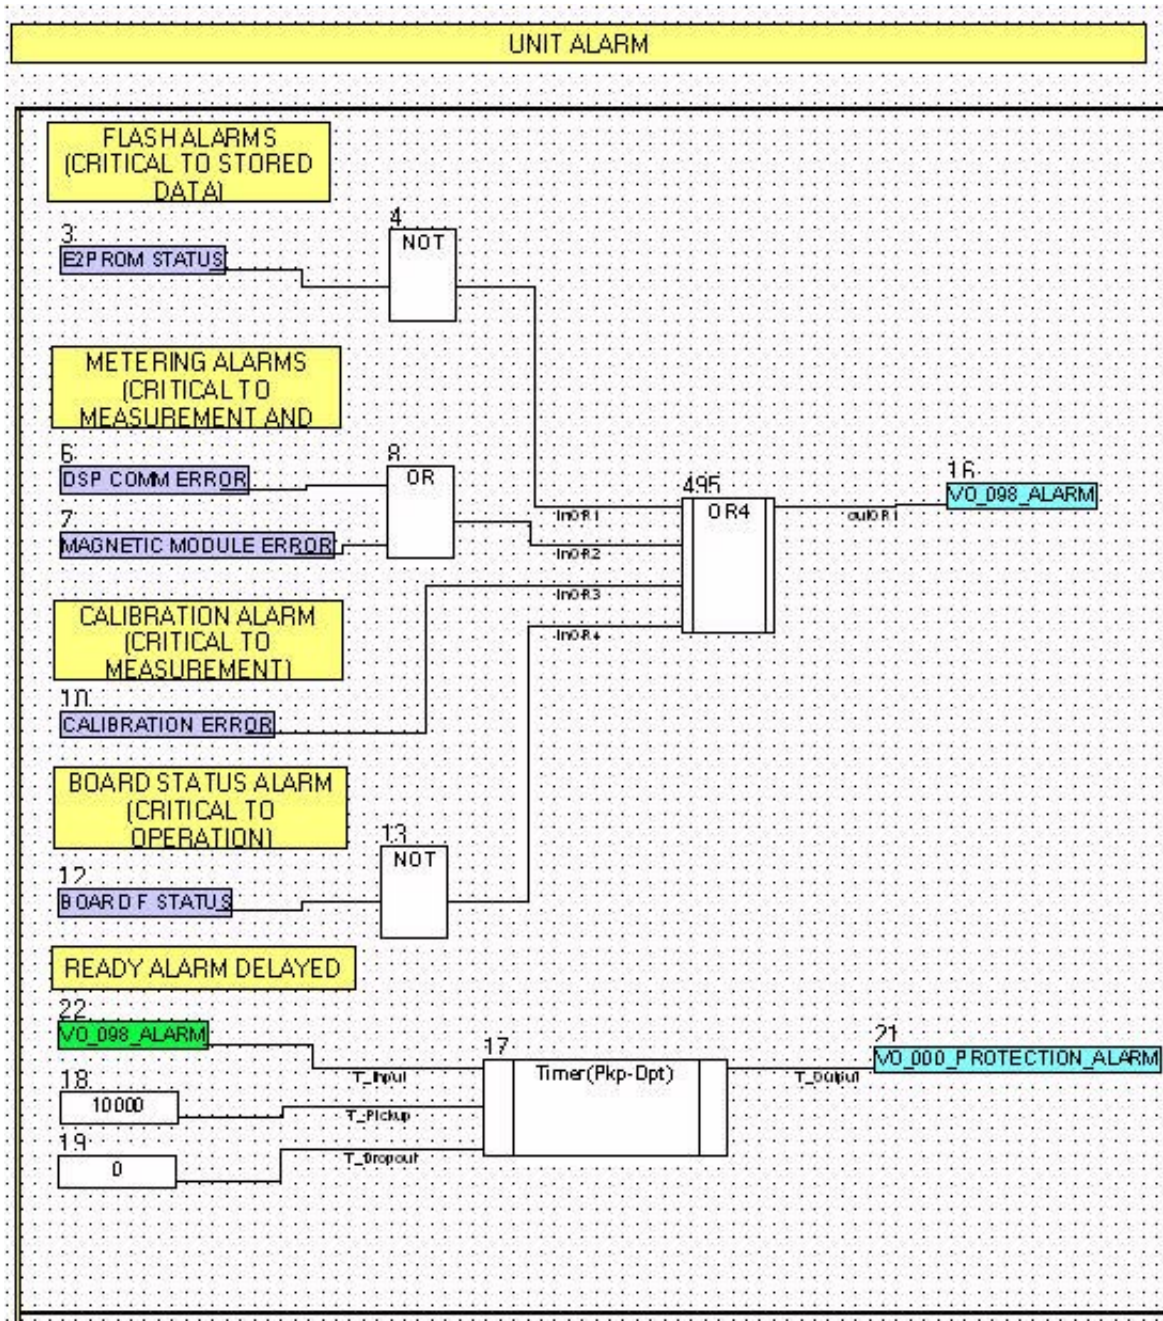 UNIT ALARM
FLASH ALARMS
(CRITICAL TO STORED
DATA)
3
E2PROM STATUS
4
NOT
METERING ALARMS
(CRITICAL TO
MEASUREMENT AND
6
DSP COMM ERROR
7
MAGNETIC MODULE ERROR
8
OR
495
OR4
InOR1
InOR2
InOR3
InOR4
outOR1
16
VO_098_ALARM
CALIBRATION ALARM
(CRITICAL TO
MEASUREMENT)
10
CALIBRATION ERROR
BOARD STATUS ALARM
(CRITICAL TO
OPERATION)
12
BOARD F STATUS
13
NOT
READY ALARM DELAYED
22
VO_098_ALARM
18
10000
19
0
T_Input
T_Pickup
T_Dropout
17
Timer(Pkp-Dpt)
T_Output
21
VO_000_PROTECTION_ALARM